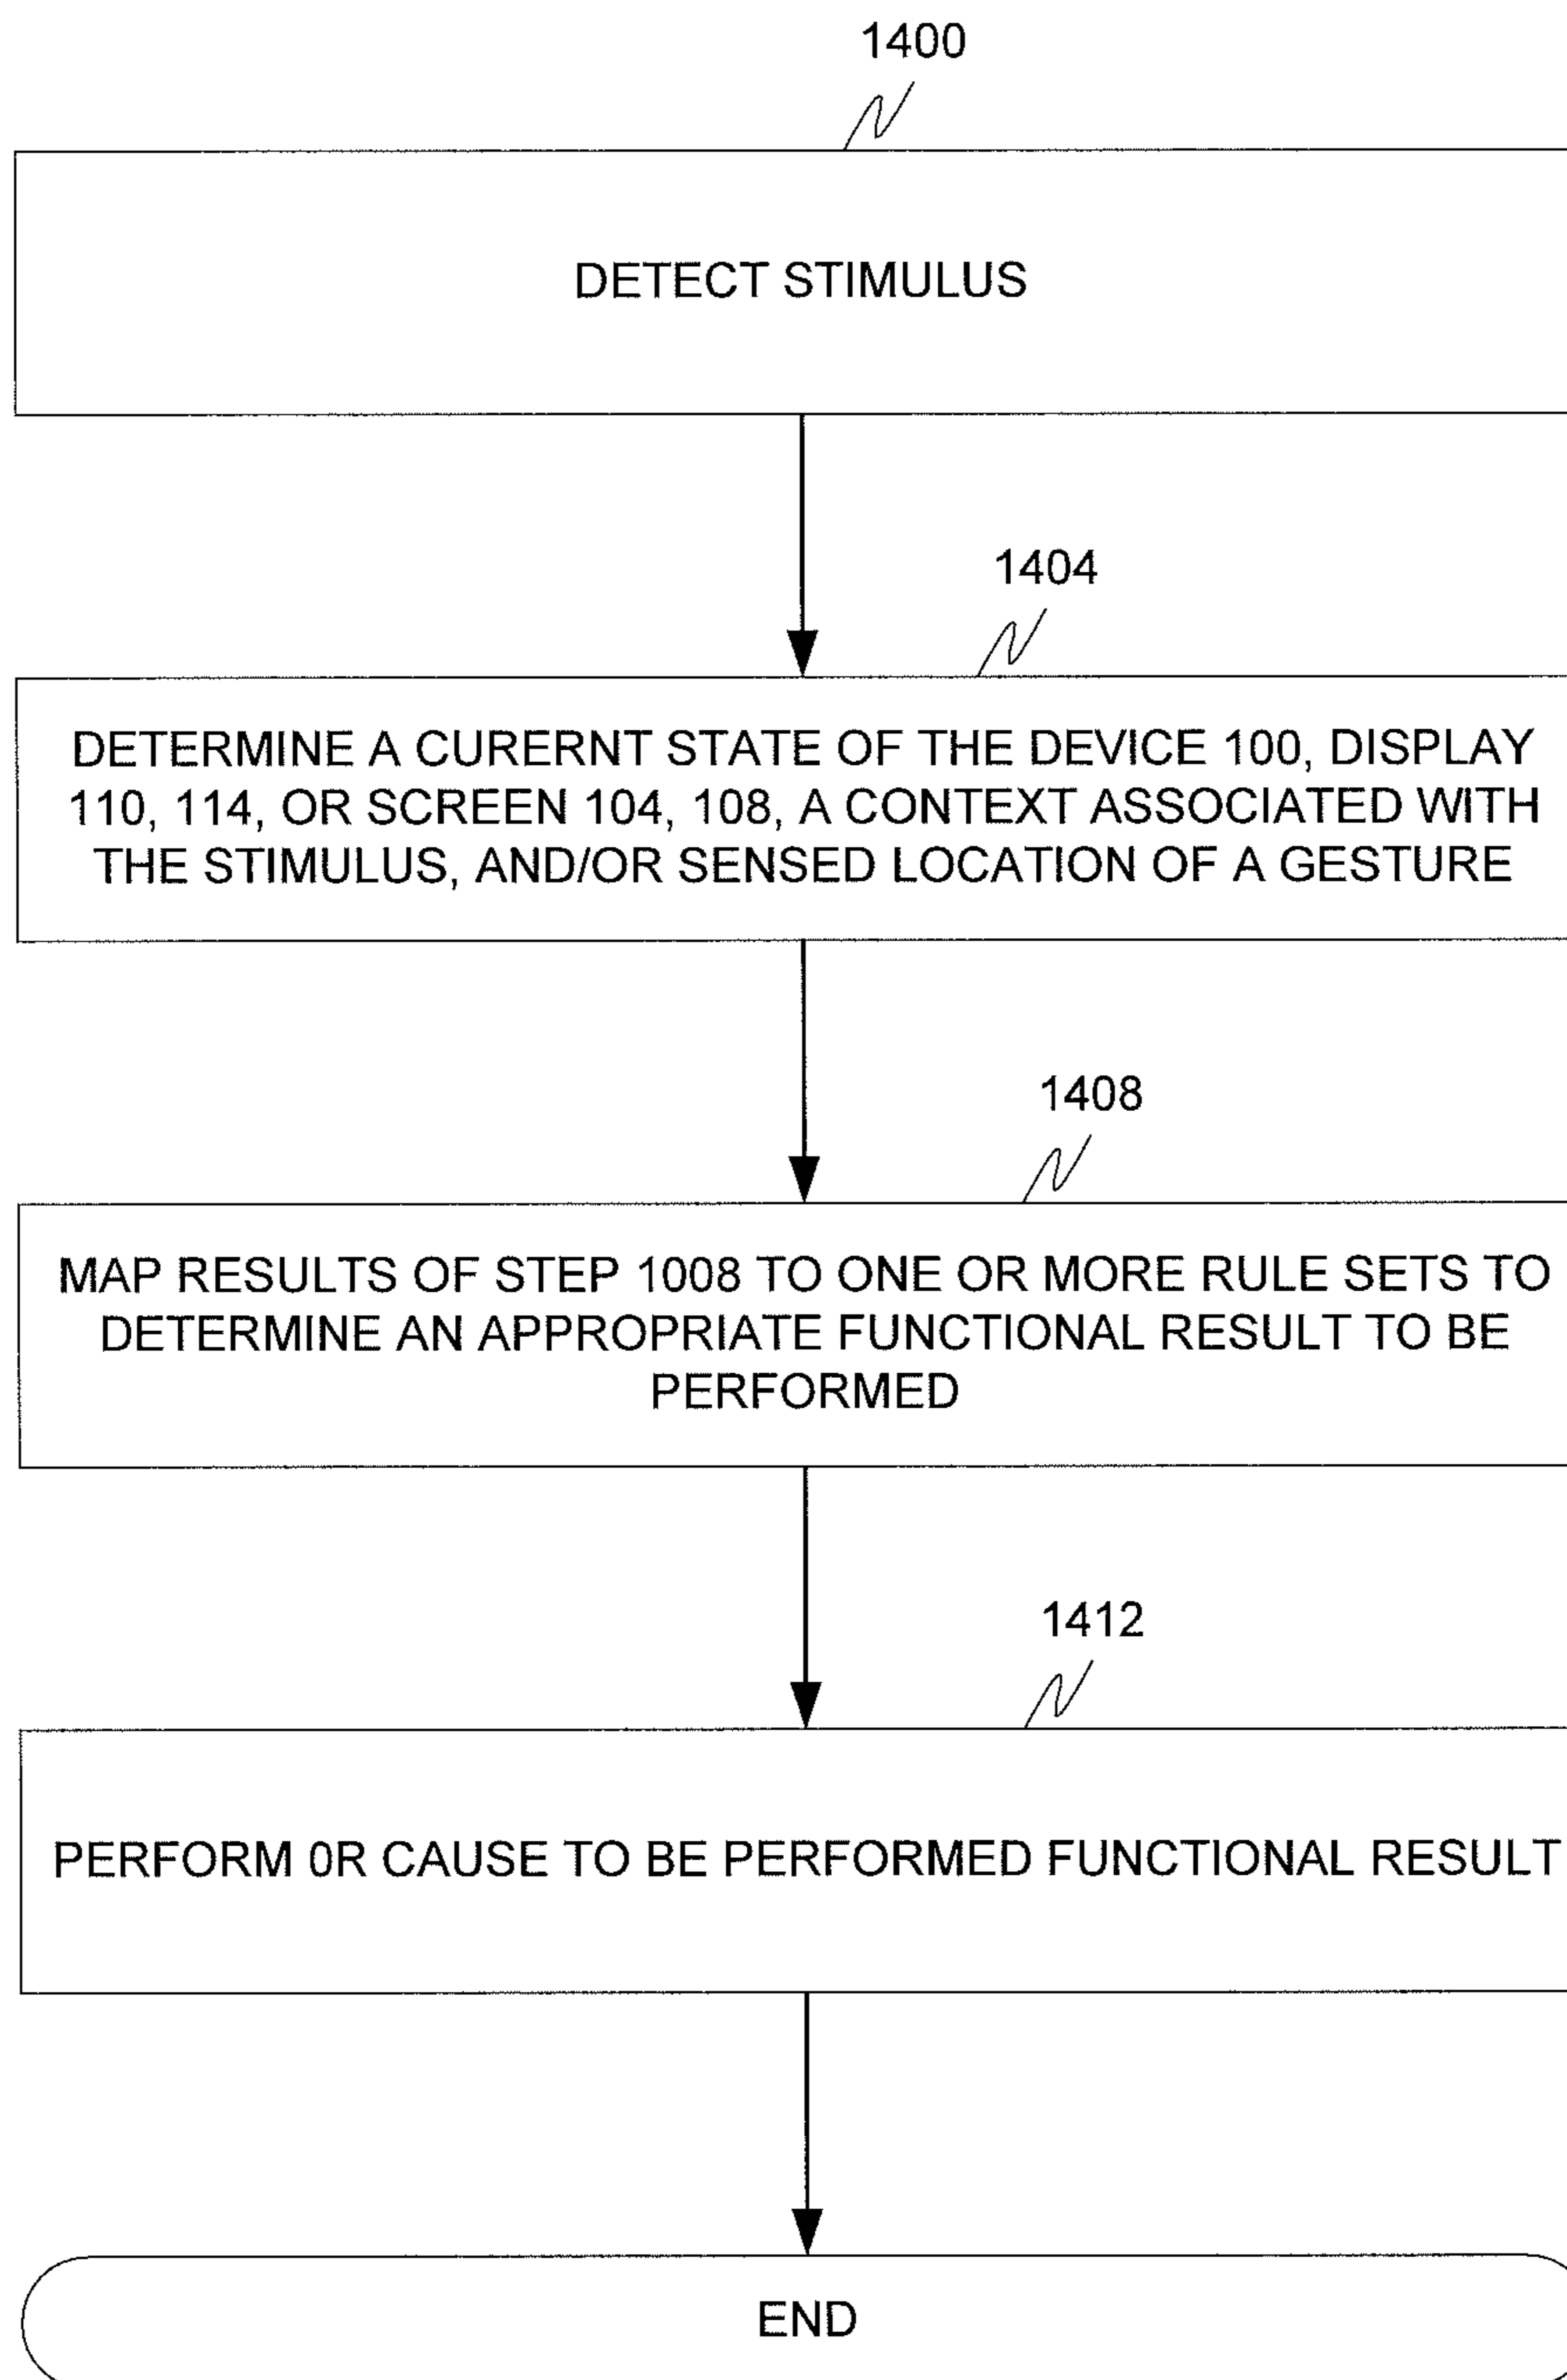 1400
DETECT STIMULUS
1404
DETERMINE A CURERNT STATE OF THE DEVICE 100, DISPLAY
110, 114, OR SCREEN 104, 108, A CONTEXT ASSOCIATED WITH
THE STIMULUS, AND/OR SENSED LOCATION OF A GESTURE
1408
MAP RESULTS OF STEP 1008 TO ONE OR MORE RULE SETS TO
DETERMINE AN APPROPRIATE FUNCTIONAL RESULT TO BE
PERFORMED
1412
PERFORM 0R CAUSE TO BE PERFORMED FUNCTIONAL RESULT
END